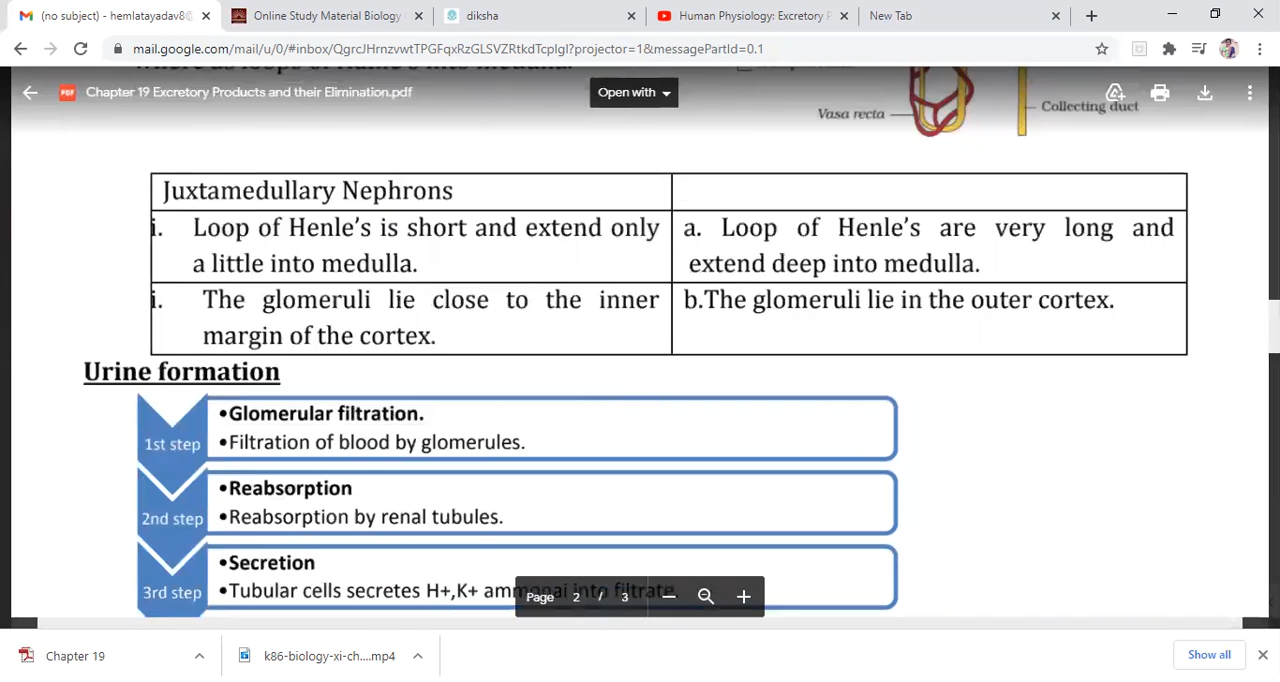 (no subject) - hemlatayadav8@
Online Study Material Biology
diksha
Human Physiology: Excretory P
New Tab
mail.google.com/mail/u/0/#inbox/QgrcJHrnzvwtTPGFqxRzGLSVZRtkdTcplgl?projector=1&messagePartId=0.1
Chapter 19 Excretory Products and their Elimination.pdf
Open with
Vasa recta
Collecting duct
Juxtamedullary Nephrons
i. Loop of Henle’s is short and extend only
a little into medulla.
a. Loop of Henle’s are very long and
extend deep into medulla.
i. The glomeruli lie close to the inner
margin of the cortex.
b.The glomeruli lie in the outer cortex.
Urine formation
1st step
•Glomerular filtration.
•Filtration of blood by glomerules.
2nd step
•Reabsorption
•Reabsorption by renal tubules.
3rd step
•Secretion
•Tubular cells secretes H+,K+ ammonai into filtrate.
Page 2 / 3
Chapter 19
k86-biology-xi-ch....mp4
Show all